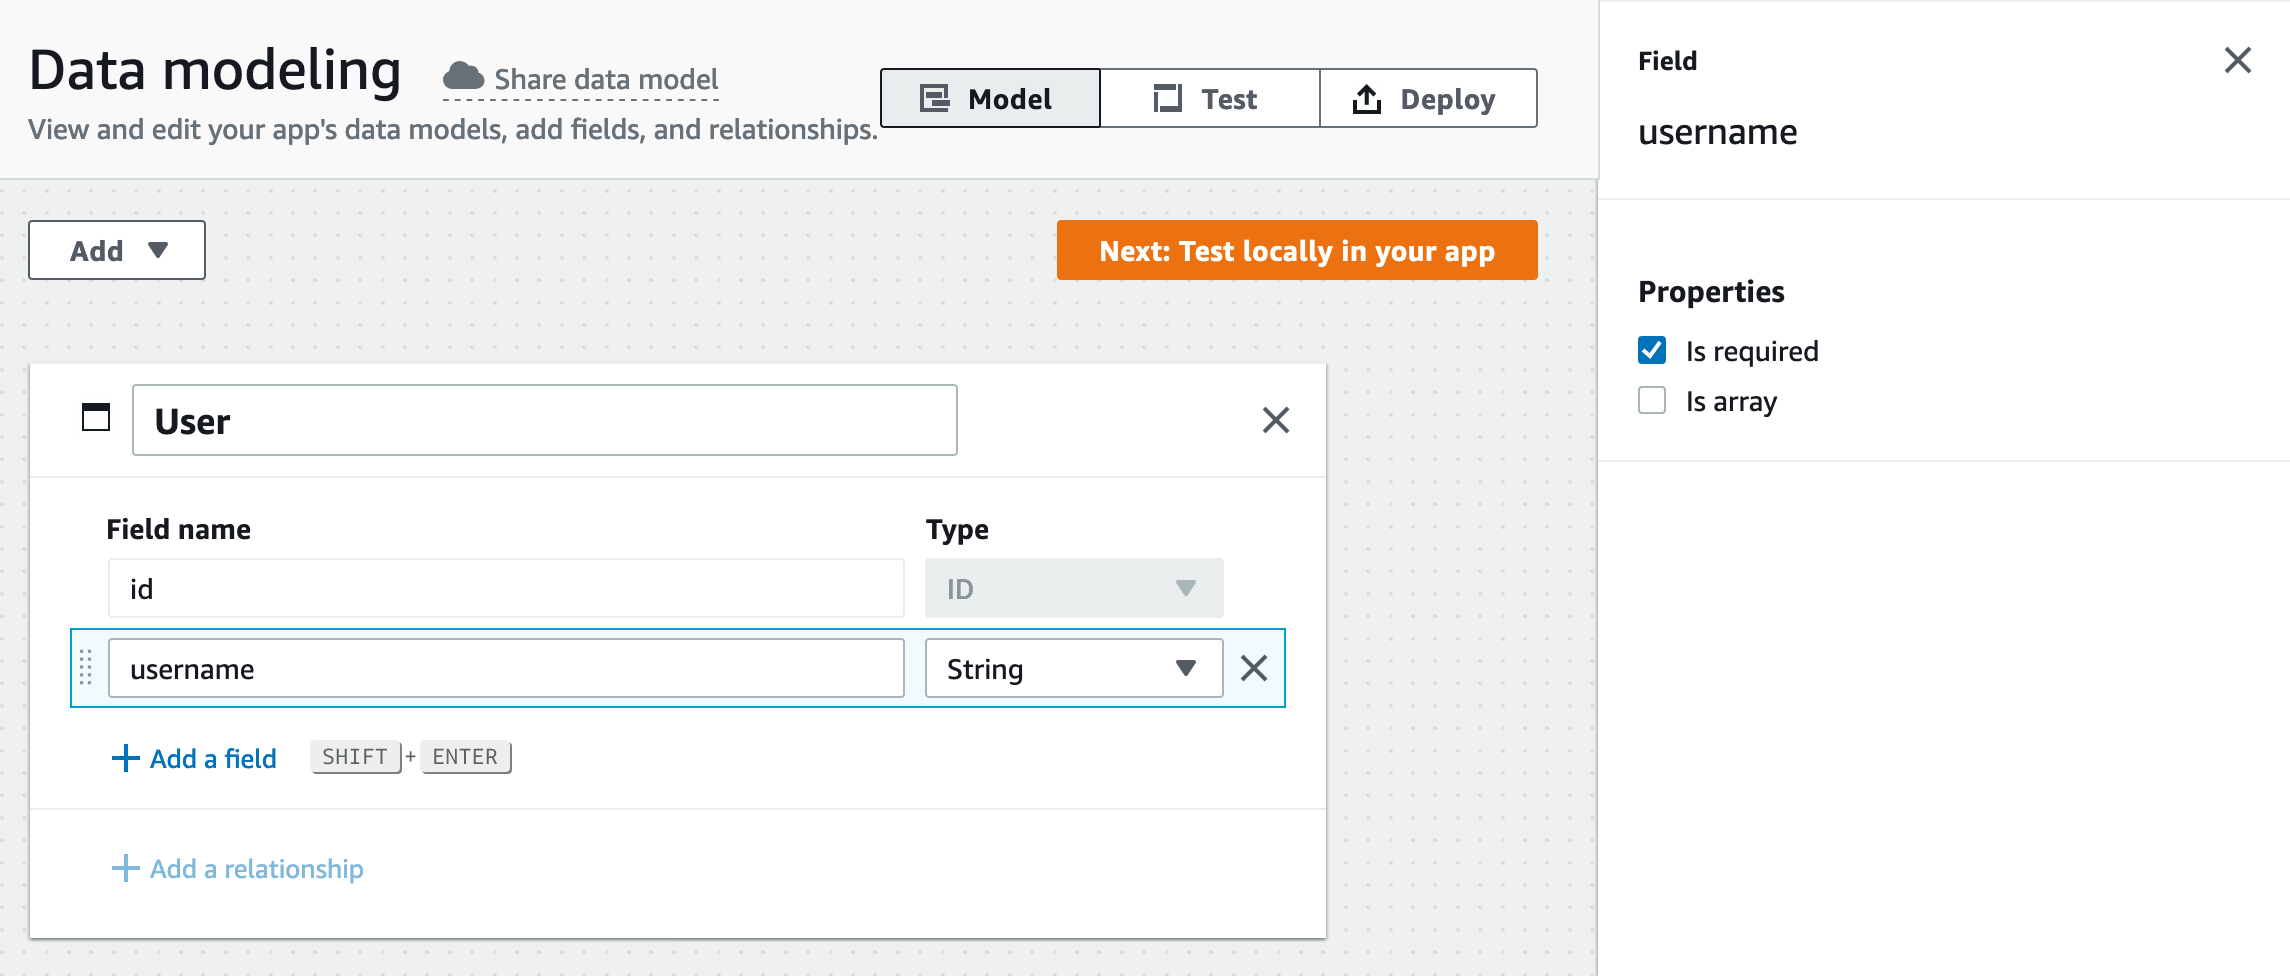 Data modeling
Share data model
View and edit your app's data models, add fields, and relationships.
Model
Test
Deploy
Add
Next: Test locally in your app
User
Field name
Type
id
ID
username
String
Add a field
SHIFT + ENTER
Add a relationship
Field
username
Properties
Is required
Is array